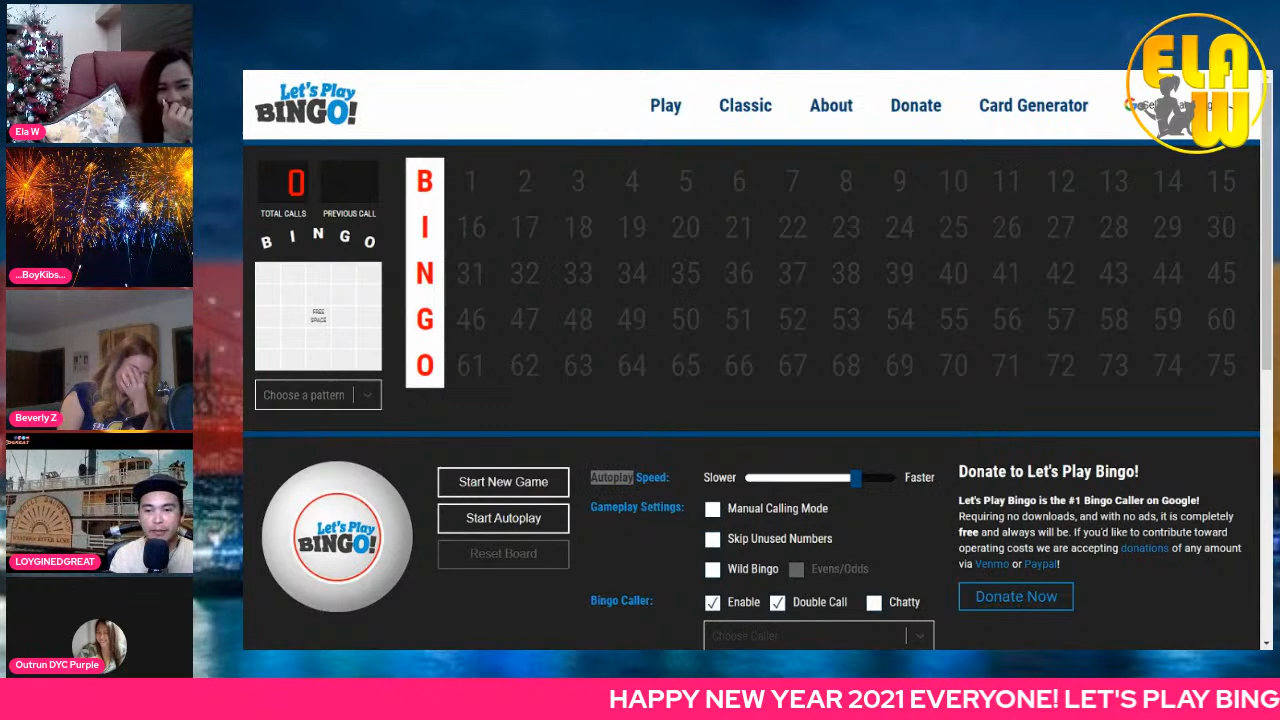 Ela W
...BoyKibs...
Beverly Z
LOYGINEDGREAT
Outrun DYC Purple
Let's Play
BINGO!
Play Classic About Donate Card Generator
ELA
W
0
TOTAL CALLS PREVIOUS CALL
B I N G O
FREE
SPACE
Choose a pattern
B 1 2 3 4 5 6 7 8 9 10 11 12 13 14 15
I 16 17 18 19 20 21 22 23 24 25 26 27 28 29 30
N 31 32 33 34 35 36 37 38 39 40 41 42 43 44 45
G 46 47 48 49 50 51 52 53 54 55 56 57 58 59 60
O 61 62 63 64 65 66 67 68 69 70 71 72 73 74 75
Let's Play
BINGO!
Start New Game
Start Autoplay
Reset Board
Autoplay Speed: Slower Faster
Gameplay Settings: Manual Calling Mode
Skip Unused Numbers
Wild Bingo Evens/Odds
Bingo Caller: Enable Double Call Chatty
Choose Caller
Donate to Let's Play Bingo!
Let's Play Bingo is the #1 Bingo Caller on Google!
Requiring no downloads, and with no ads, it is completely
free and always will be. If you'd like to contribute toward
operating costs we are accepting donations of any amount
via Venmo or Paypal!
Donate Now
HAPPY NEW YEAR 2021 EVERYONE! LET'S PLAY BING